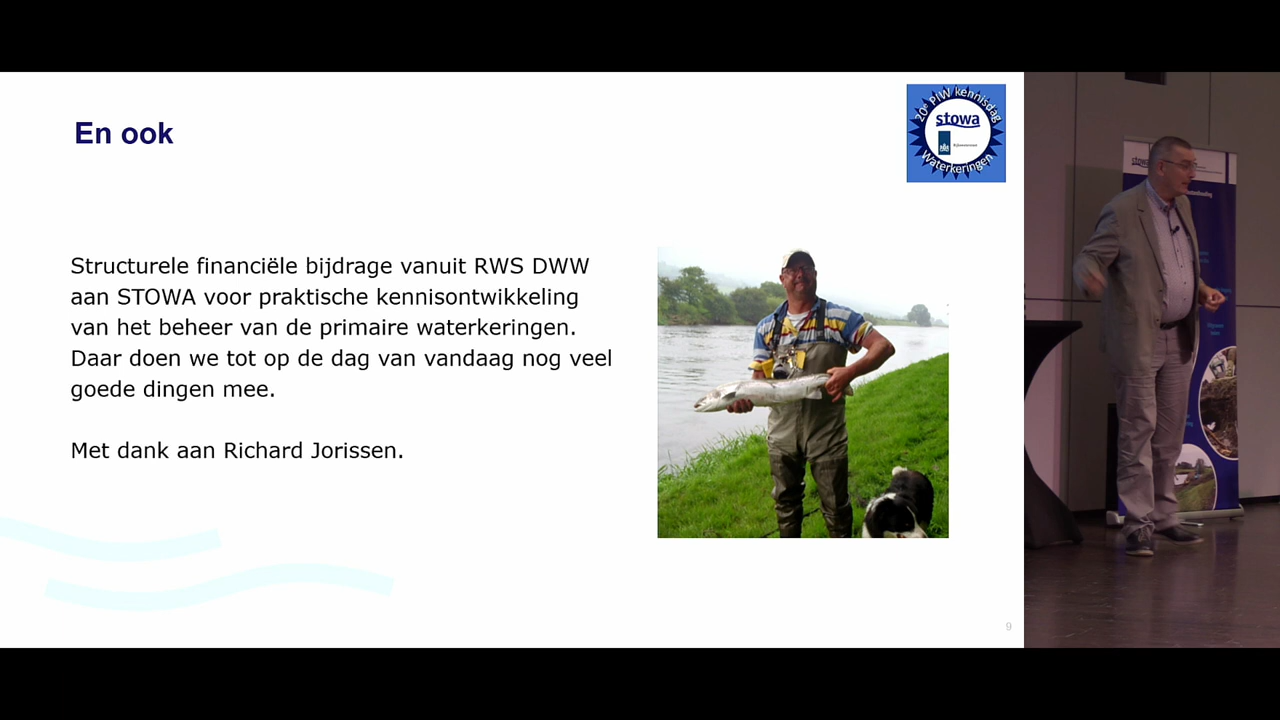 En ook
20e PIW kennisdag
stowa
Rijkswaterstaat
Waterkeringen
Structurele financiële bijdrage vanuit RWS DWW
aan STOWA voor praktische kennisontwikkeling
van het beheer van de primaire waterkeringen.
Daar doen we tot op de dag van vandaag nog veel
goede dingen mee.
Met dank aan Richard Jorissen.
9
stowa